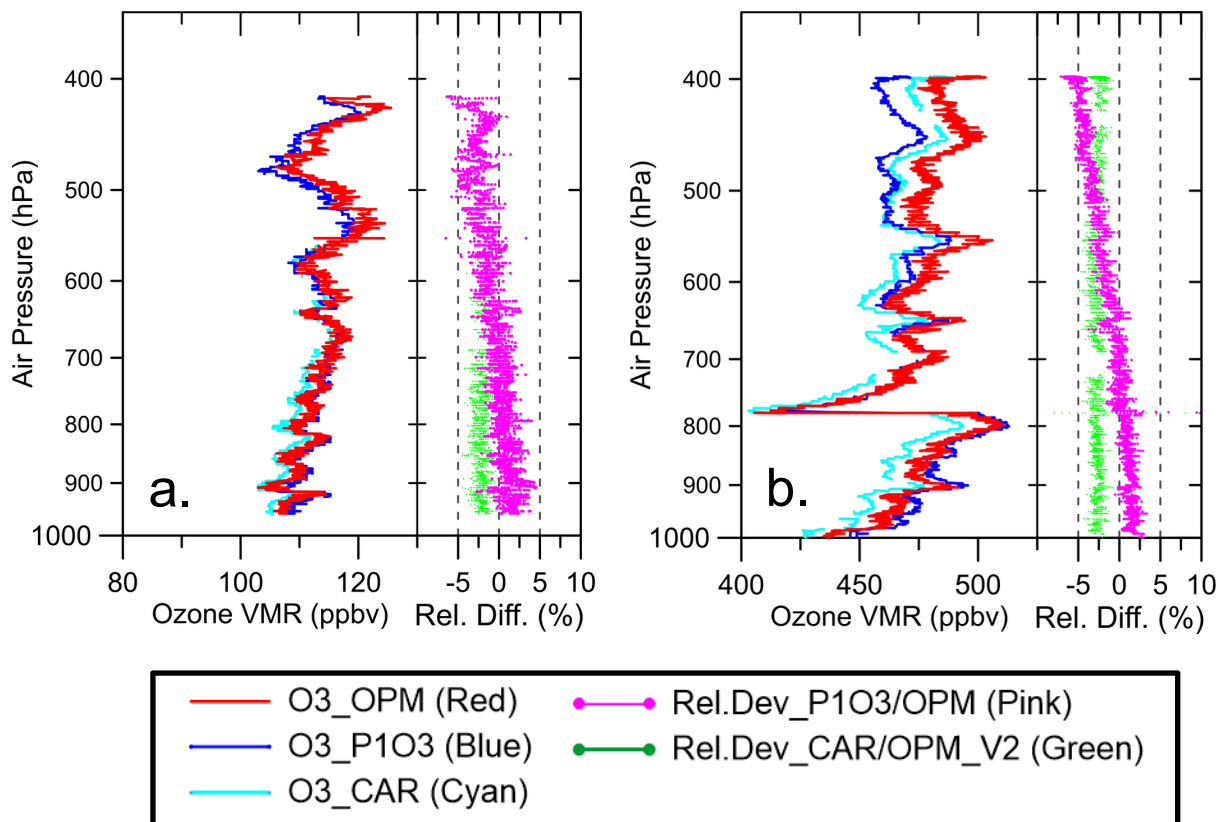 400
500
600
700
800
900
1000
Air Pressure (hPa)
a.
80 100 120
Ozone VMR (ppbv)
-5 0 5 10
Rel. Diff. (%)
400
500
600
700
800
900
1000
Air Pressure (hPa)
b.
400 450 500
Ozone VMR (ppbv)
-5 0 5 10
Rel. Diff. (%)
O3_OPM (Red)
O3_P1O3 (Blue)
O3_CAR (Cyan)
Rel.Dev_P1O3/OPM (Pink)
Rel.Dev_CAR/OPM_V2 (Green)